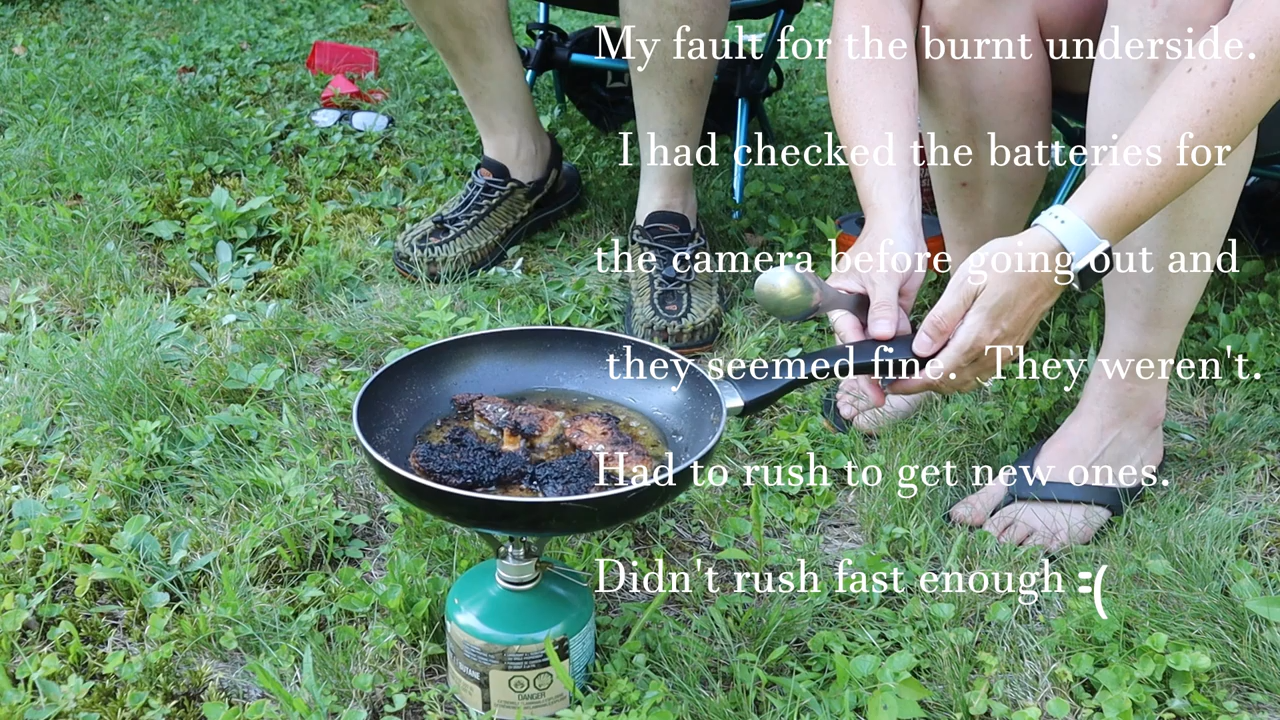 My fault for the burnt underside.
I had checked the batteries for
the camera before going out and
they seemed fine. They weren't.
Had to rush to get new ones.
Didn't rush fast enough =(
DANGER